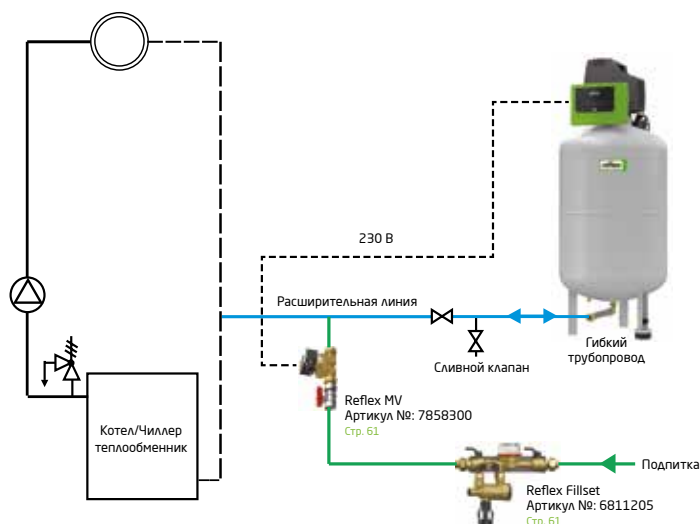 230 В
reflex
Расширительная линия
Сливной клапан
Гибкий
трубопровод
Котел/Чиллер
теплообменник
Reflex MV
Артикул №: 7858300
Стр. 61
Подпитка
Reflex Fillset
Артикул №: 6811205
Стр. 61